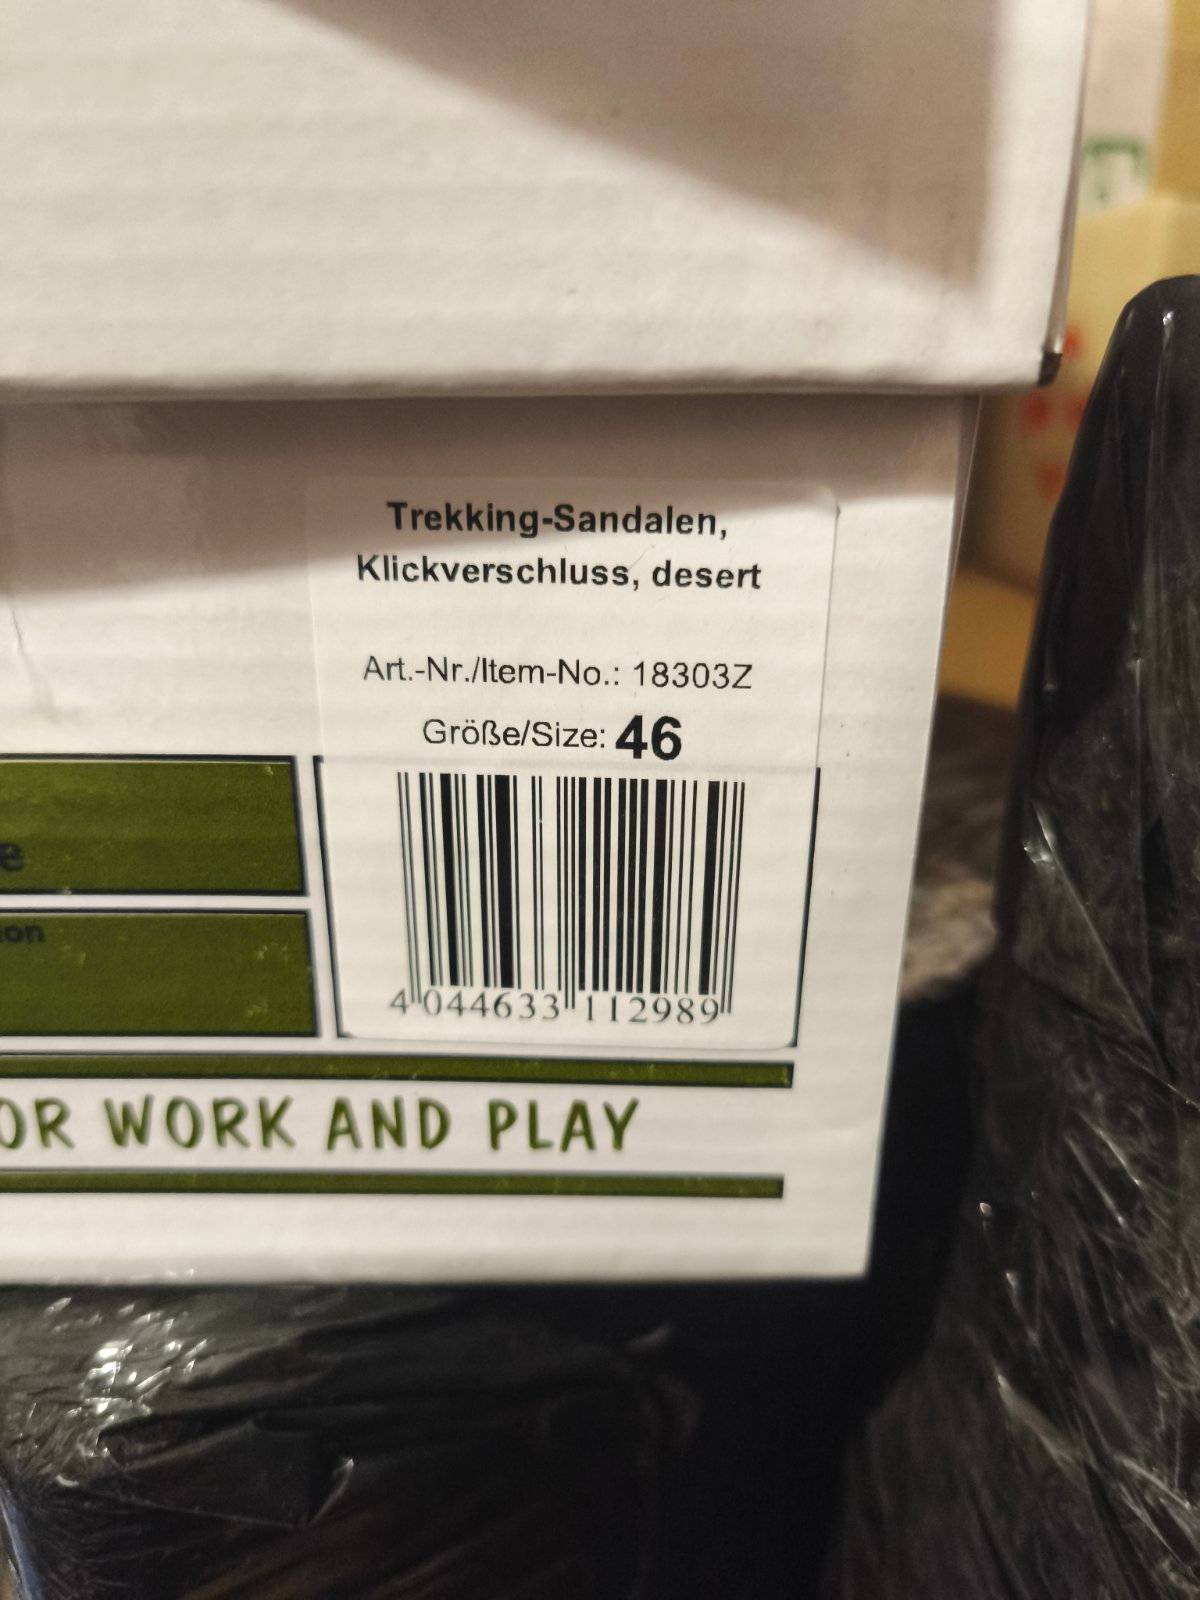 Trekking-Sandalen,
Klickverschluss, desert
Art.-Nr./Item-No.: 18303Z
Größe/Size: 46
4 044633 112989
e
ion
OR WORK AND PLAY